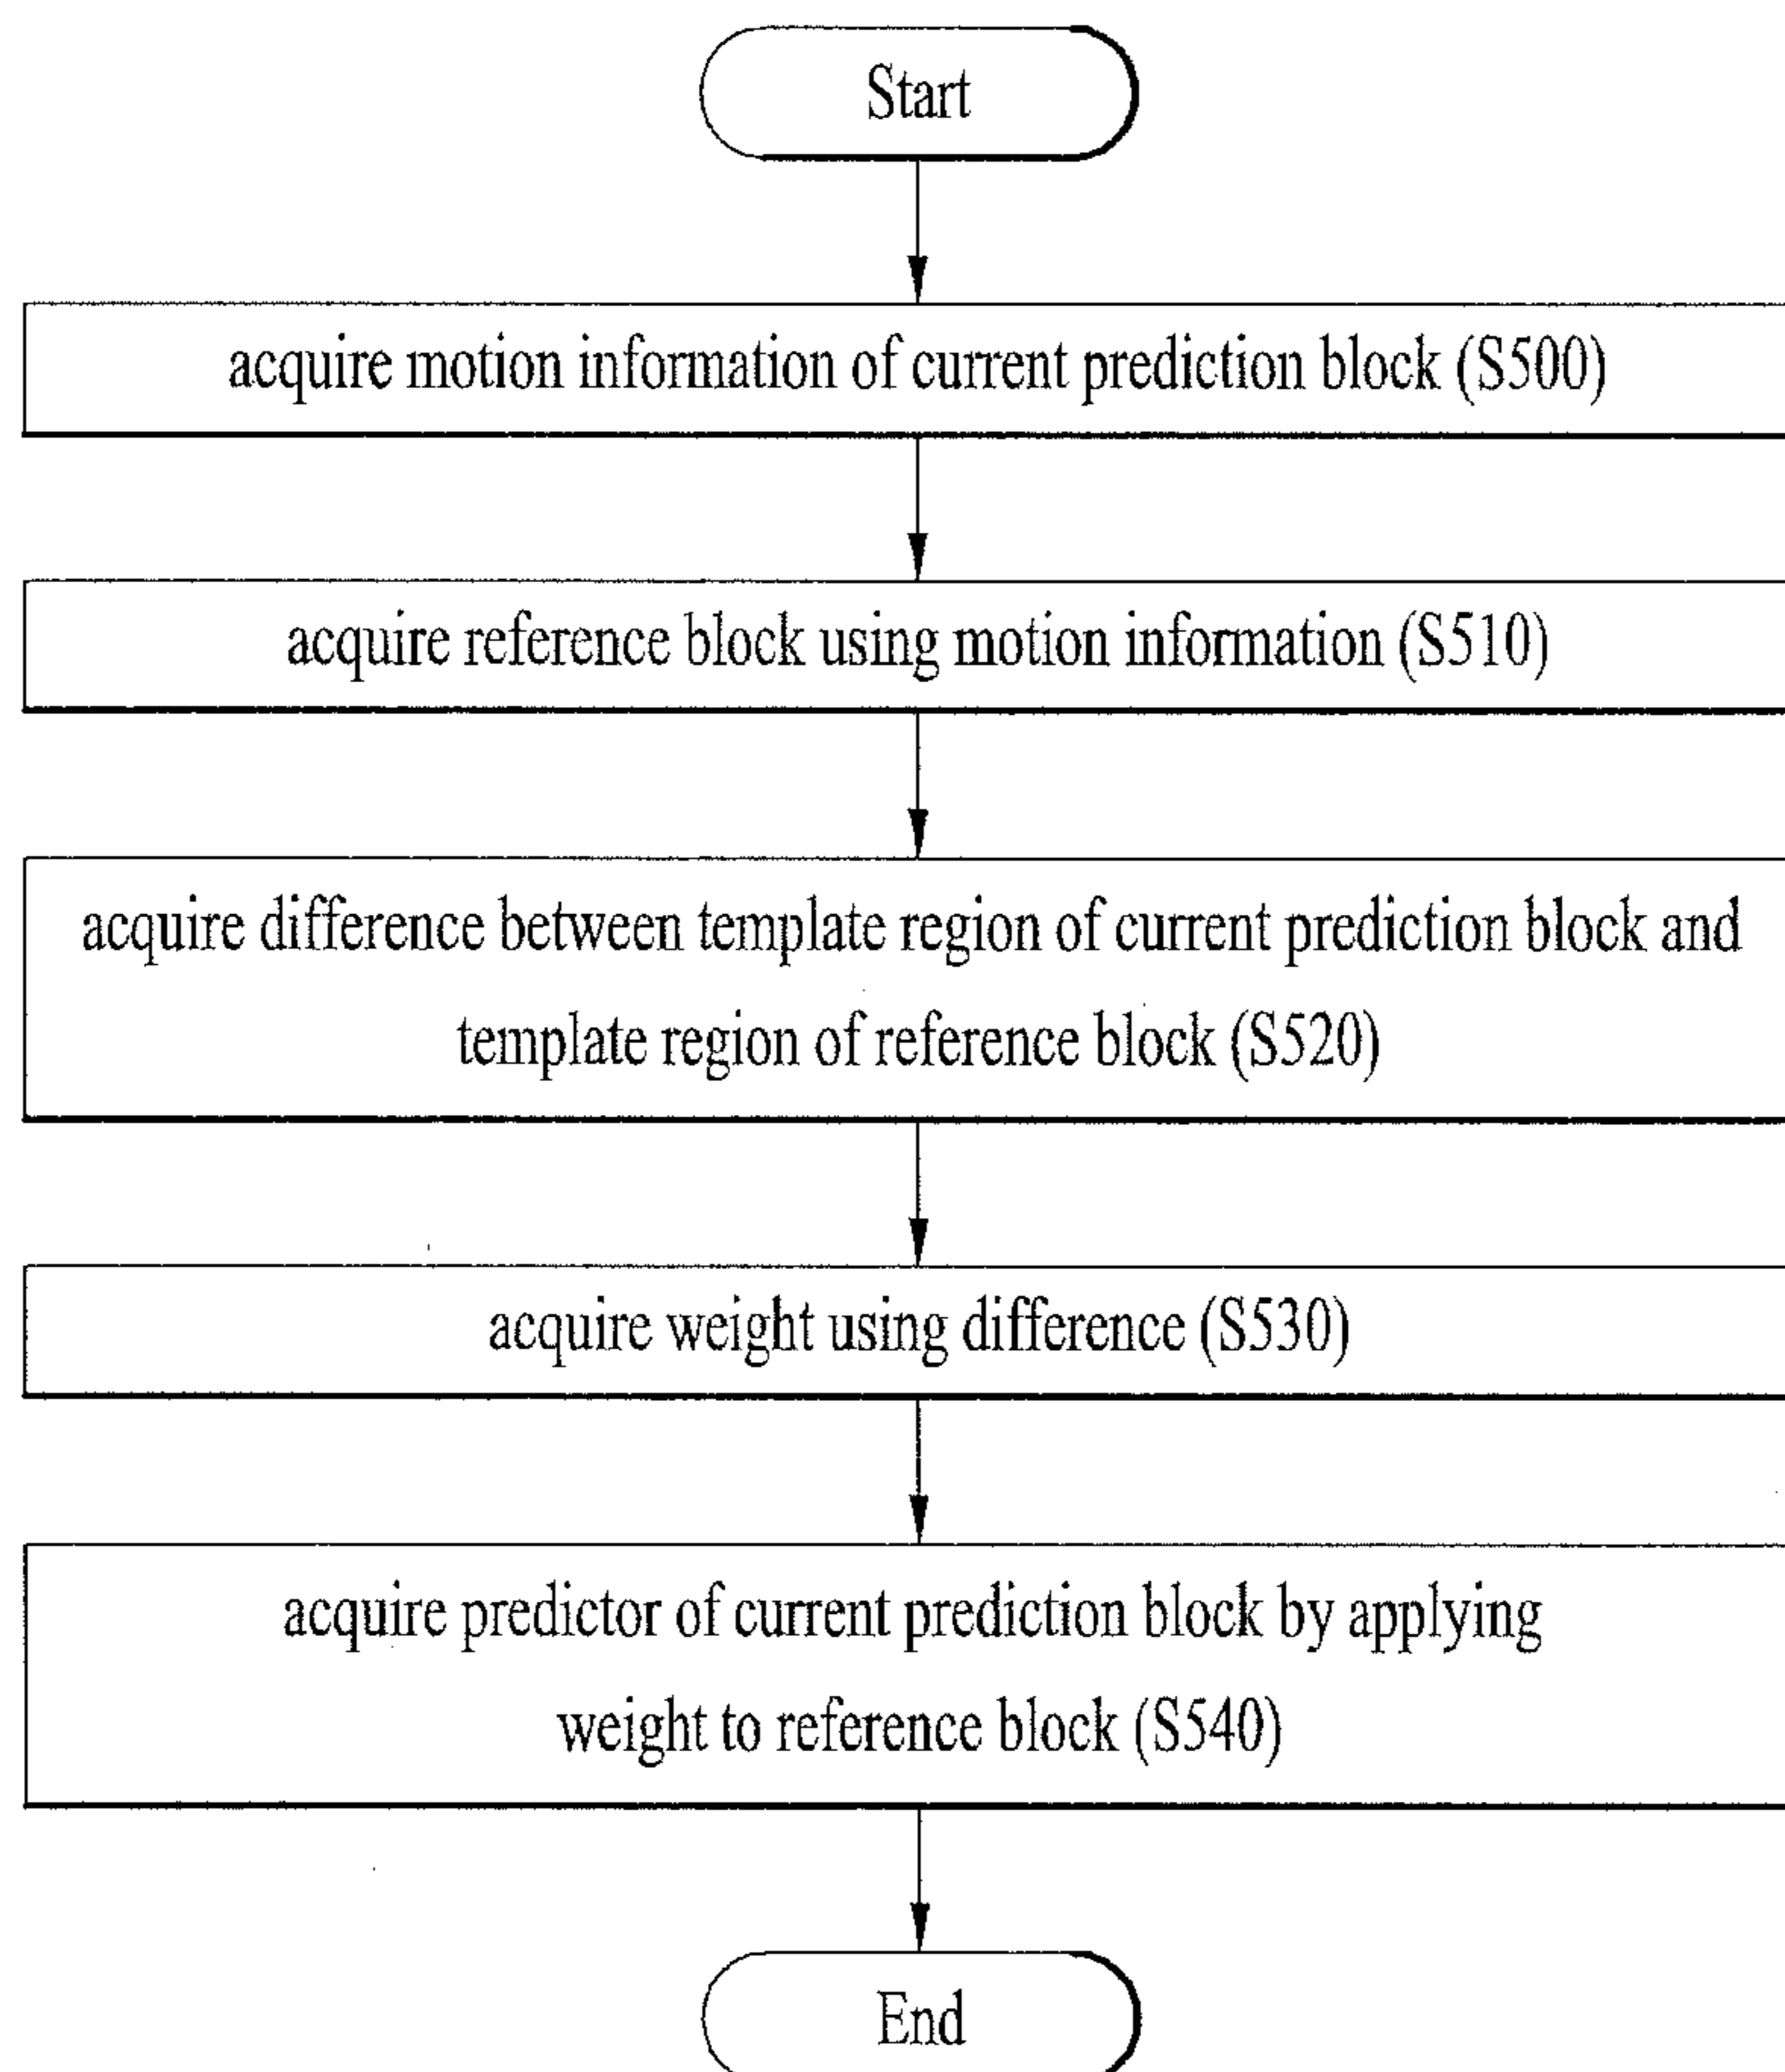 Start
acquire motion information of current prediction block (S500)
acquire reference block using motion information (S510)
acquire difference between template region of current prediction block and
template region of reference block (S520)
acquire weight using difference (S530)
acquire predictor of current prediction block by applying
weight to reference block (S540)
End